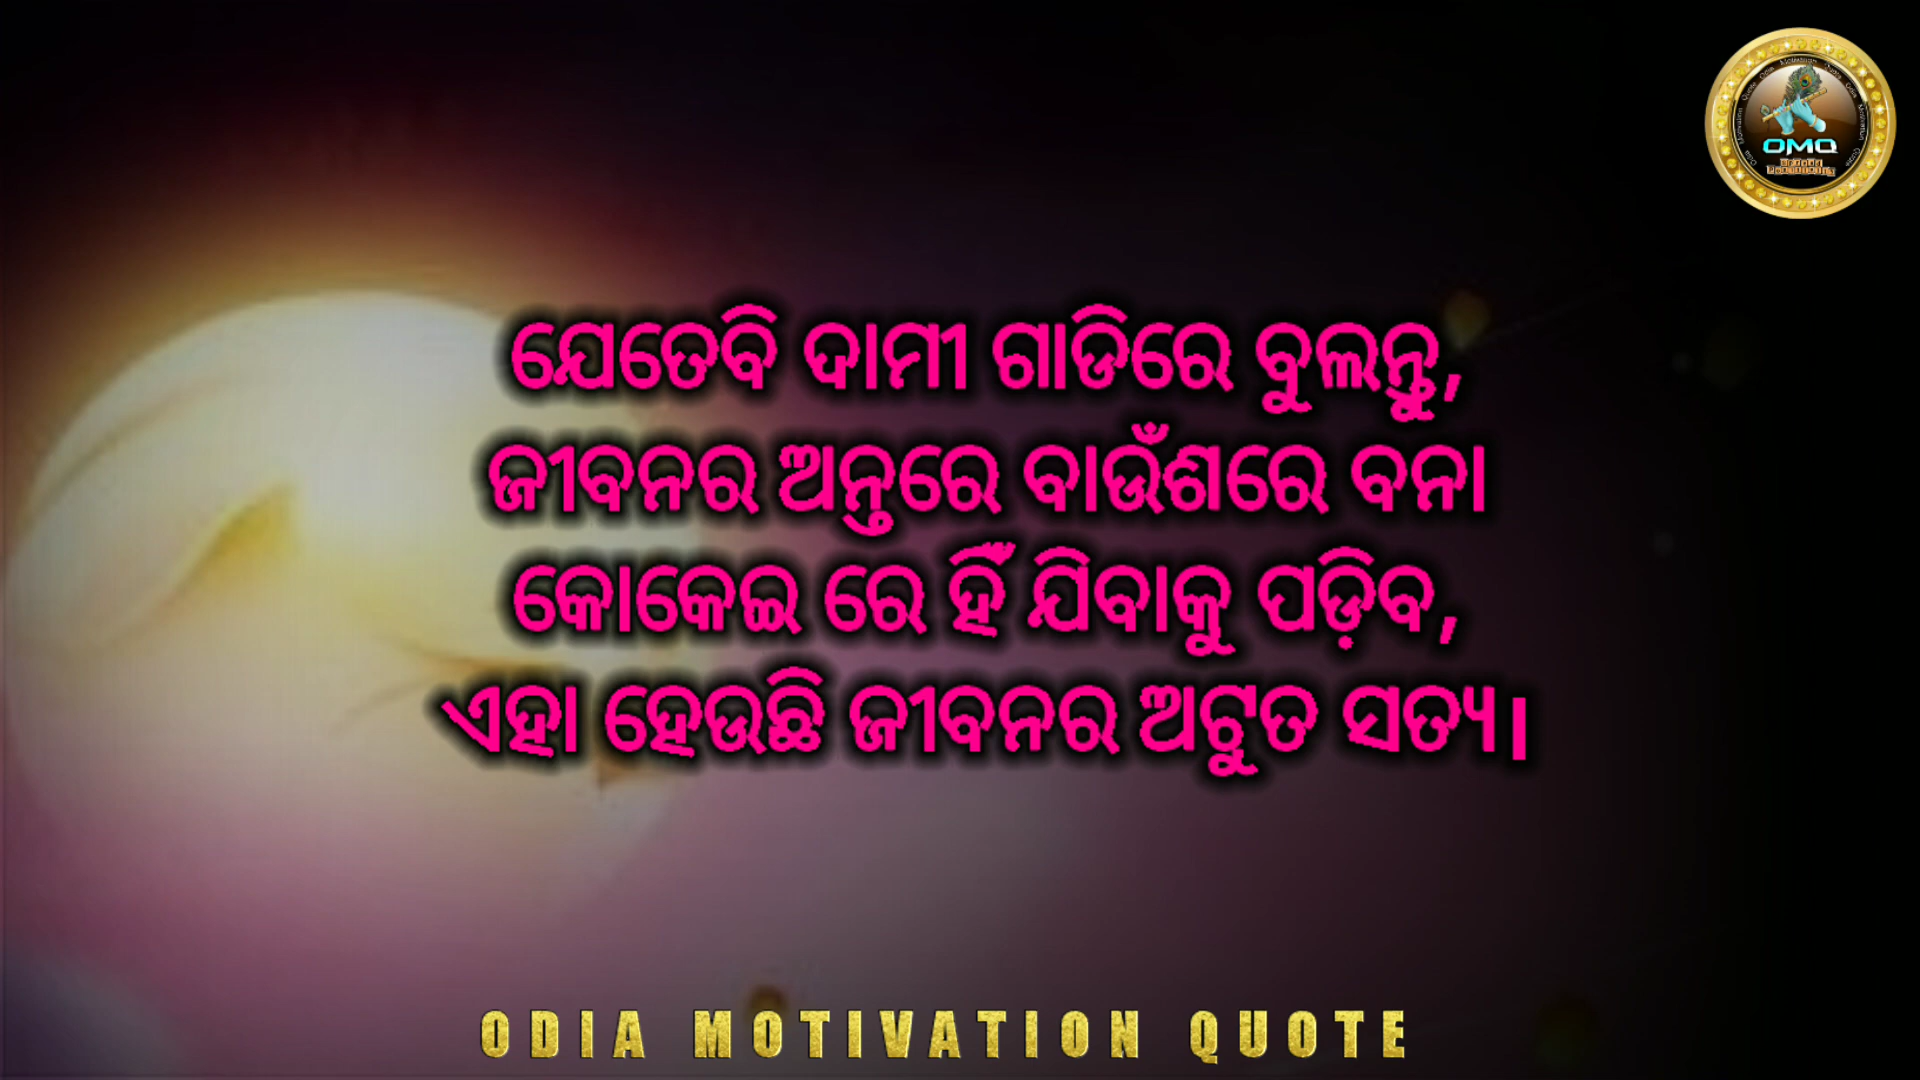 OMQ
ଯେତେବି ଦାମୀ ଗାଡିରେ ବୁଲନ୍ତୁ,
ଜୀବନର ଅନ୍ତରେ ବାଉଁଶରେ ବନା
କୋକେଇ ରେ ହିଁ ଯିବାକୁ ପଡ଼ିବ,
ଏହା ହେଉଛି ଜୀବନର ଅଟୁତ ସତ୍ୟ।
ODIA MOTIVATION QUOTE